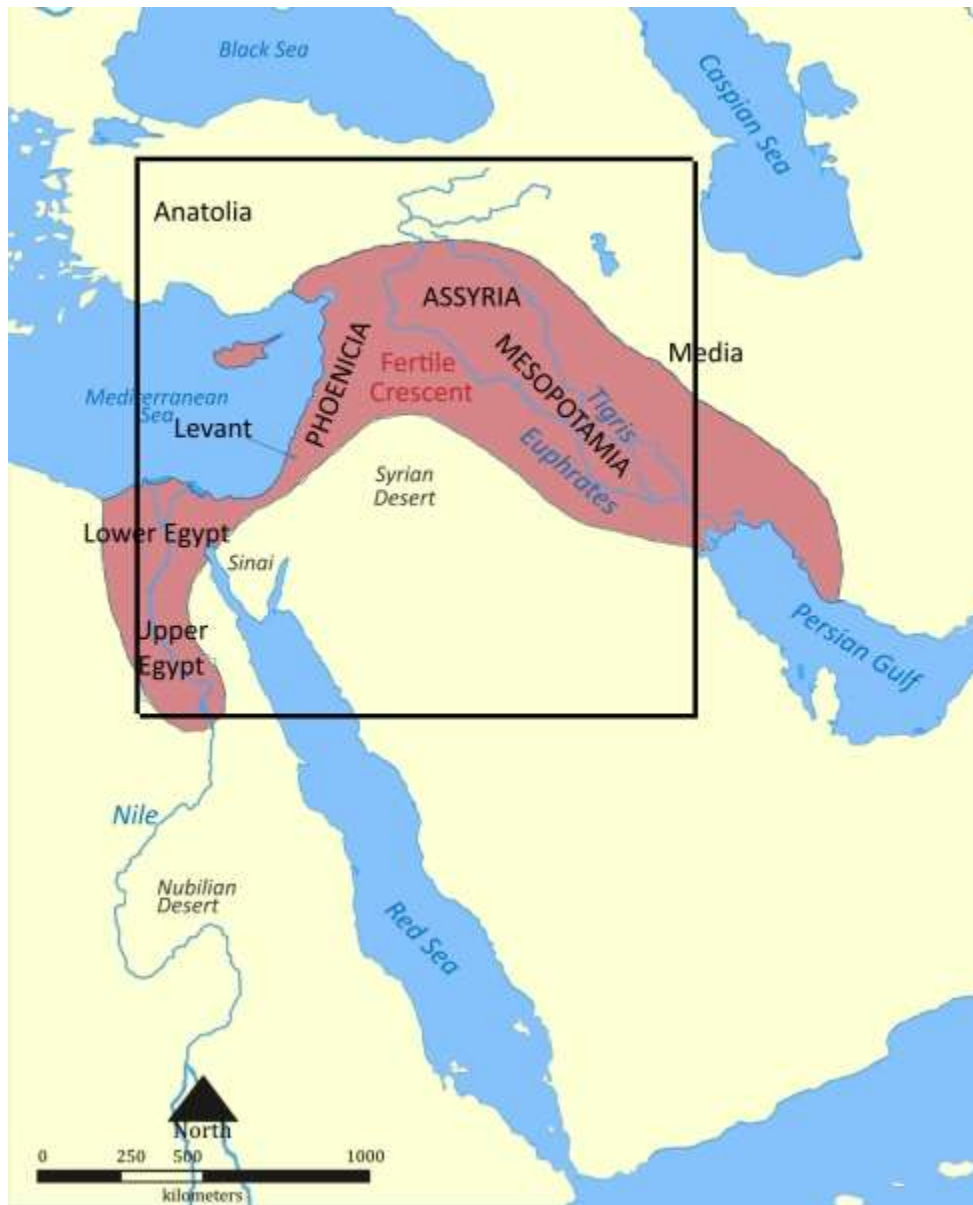 Black Sea
Caspian Sea
Anatolia
ASSYRIA
Media
Fertile
Crescent
PHOENICIA
MESOPOTAMIA
Tigris
Euphrates
Mediterranean
Sea
Levant
Syrian
Desert
Lower Egypt
Sinai
Upper
Egypt
Persian Gulf
Nile
Nubilian
Desert
Red Sea
North
0 250 500 1000
kilometers